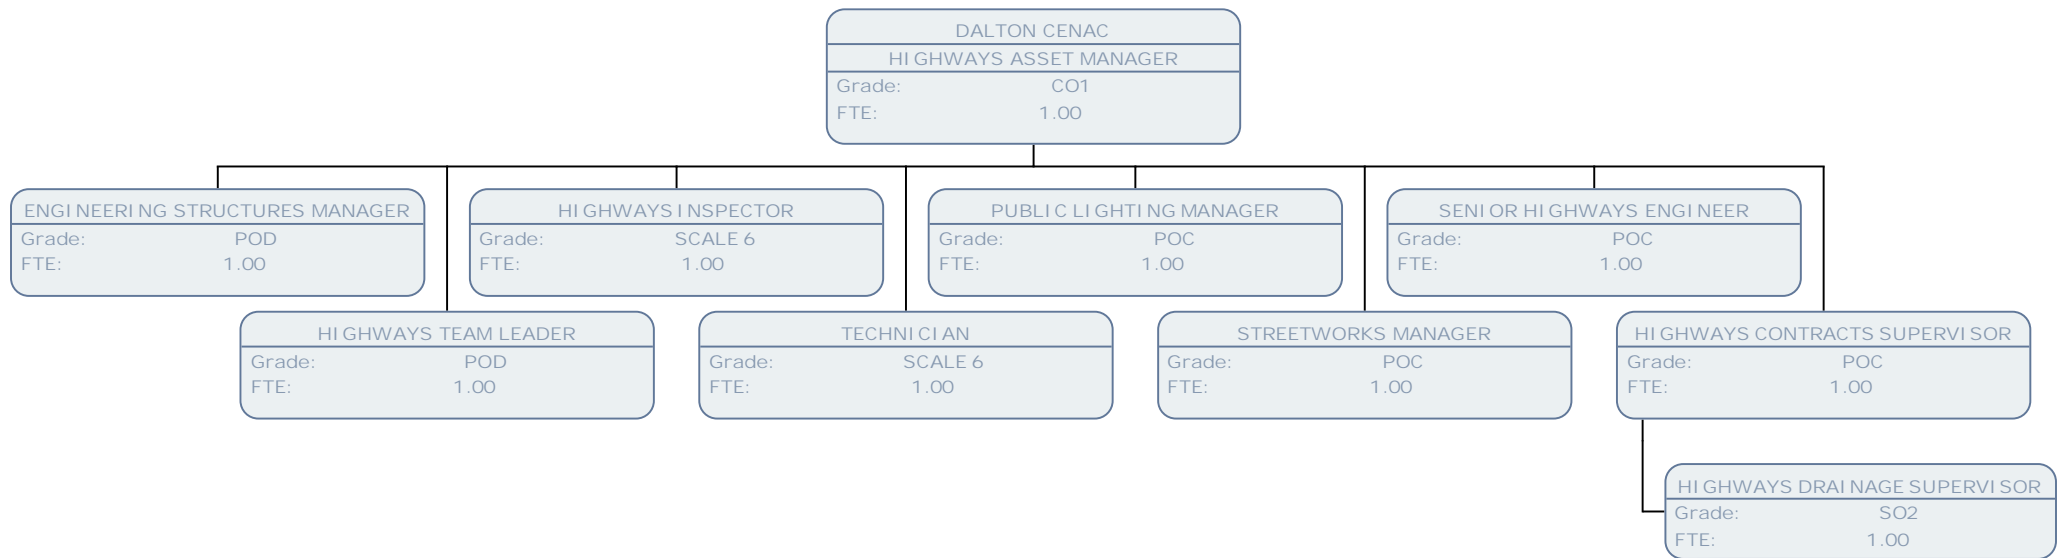 DALTON CENAC
HIGHWAYS ASSET MANAGER
Grade: CO1
FTE: 1.00
ENGINEERING STRUCTURES MANAGER
Grade: POD
FTE: 1.00
HIGHWAYS INSPECTOR
Grade: SCALE 6
FTE: 1.00
PUBLIC LIGHTING MANAGER
Grade: POC
FTE: 1.00
SENIOR HIGHWAYS ENGINEER
Grade: POC
FTE: 1.00
HIGHWAYS TEAM LEADER
Grade: POD
FTE: 1.00
TECHNICIAN
Grade: SCALE 6
FTE: 1.00
STREETWORKS MANAGER
Grade: POC
FTE: 1.00
HIGHWAYS CONTRACTS SUPERVISOR
Grade: POC
FTE: 1.00
HIGHWAYS DRAINAGE SUPERVISOR
Grade: SO2
FTE: 1.00